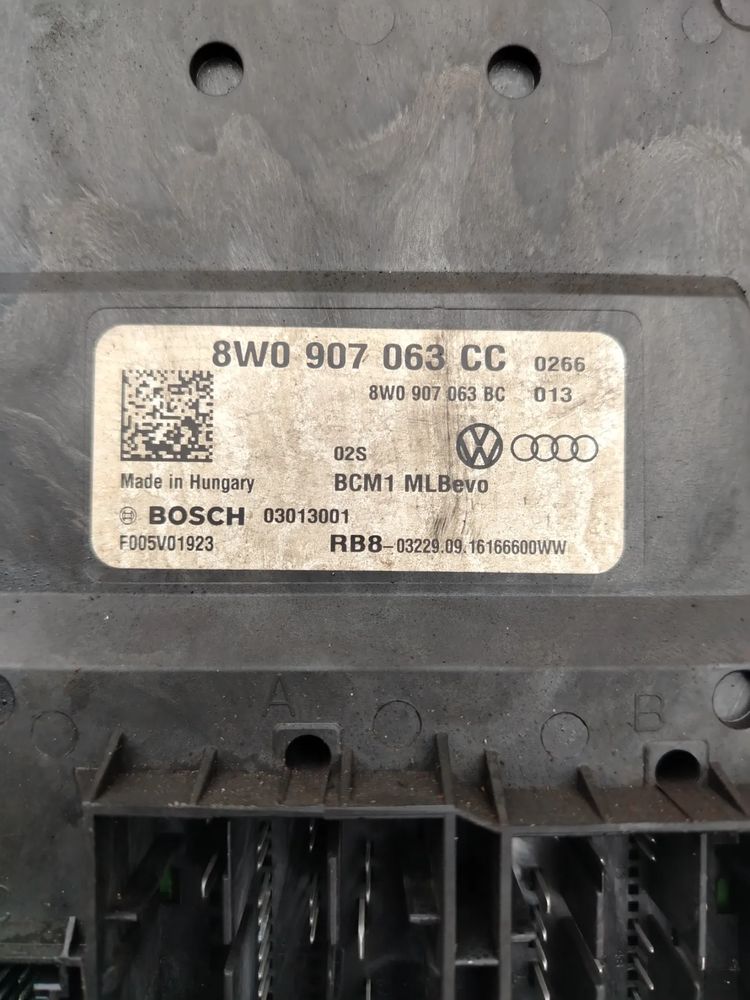 8W0 907 063 CC 0266
8W0 907 063 BC 013
02S
Made in Hungary BCM1 MLBevo
BOSCH 03013001
F005V01923 RB8-03229.09.16166600WW
A B